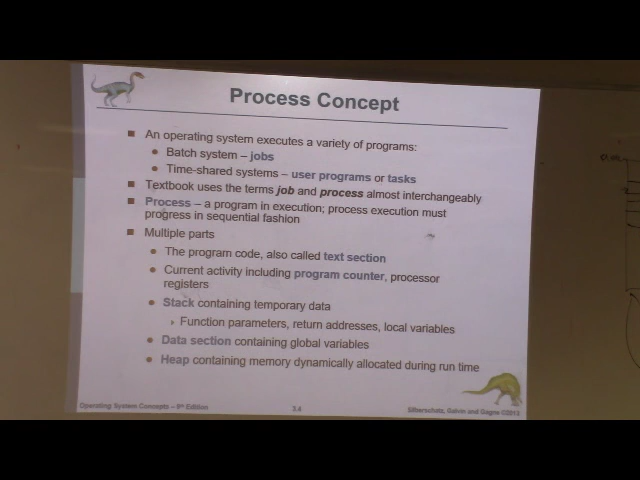 Process Concept
An operating system executes a variety of programs:
Batch system – jobs
Time-shared systems – user programs or tasks
Textbook uses the terms job and process almost interchangeably
Process – a program in execution; process execution must
progress in sequential fashion
Multiple parts
The program code, also called text section
Current activity including program counter, processor
registers
Stack containing temporary data
Function parameters, return addresses, local variables
Data section containing global variables
Heap containing memory dynamically allocated during run time
Operating System Concepts – 9th Edition
3.4
Silberschatz, Galvin and Gagne ©2013